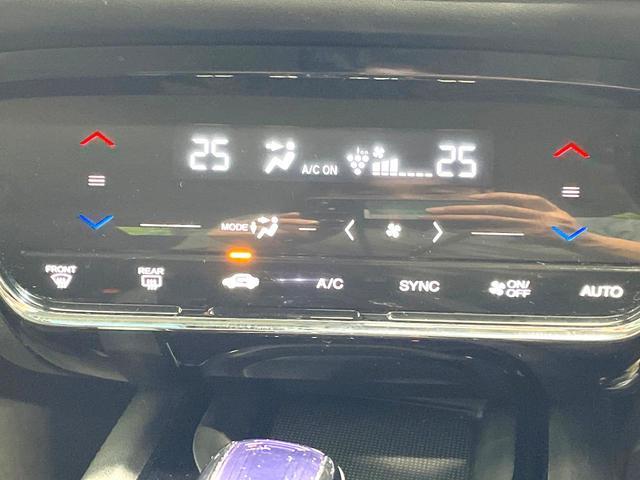 25 A/C ON 25
MODE
FRONT REAR A/C SYNC ON/OFF AUTO